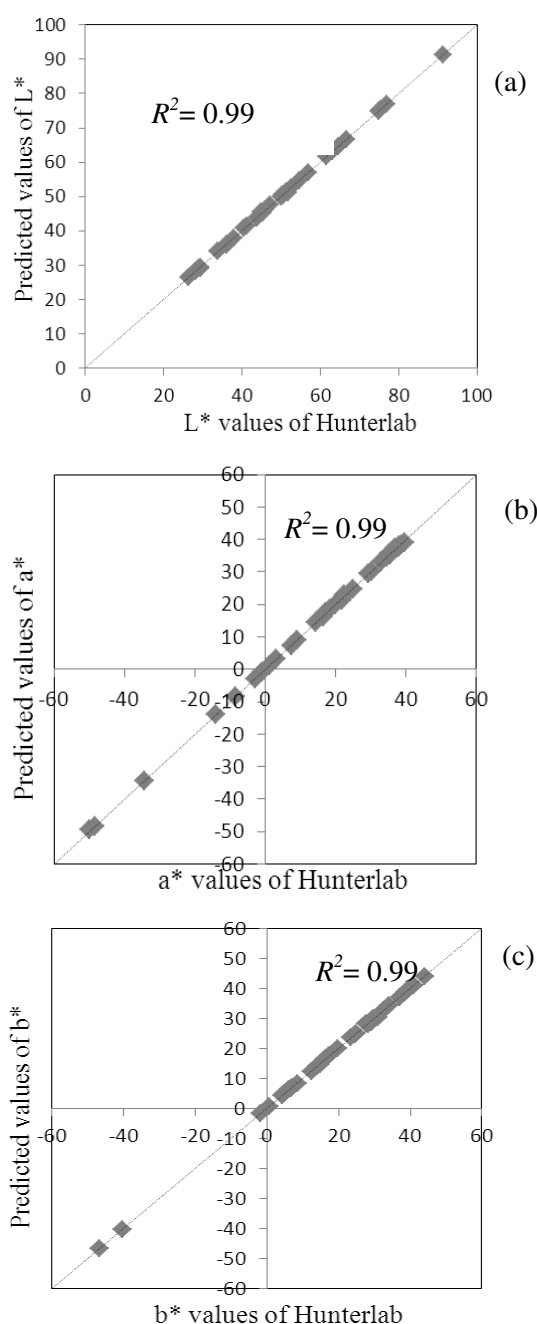 100
90
(a)
80
R²= 0.99
70
60
50
40
30
20
10
0
Predicted values of L*
0 20 40 60 80 100
L* values of Hunterlab
60
50
(b)
R²= 0.99
40
30
20
10
0
-60 -40 -20 0 20 40 60
-10
-20
-30
-40
-50
-60
Predicted values of a*
a* values of Hunterlab
60
50
(c)
R²= 0.99
40
30
20
10
0
-60 -40 -20 0 20 40 60
-10
-20
-30
-40
-50
-60
Predicted values of b*
b* values of Hunterlab